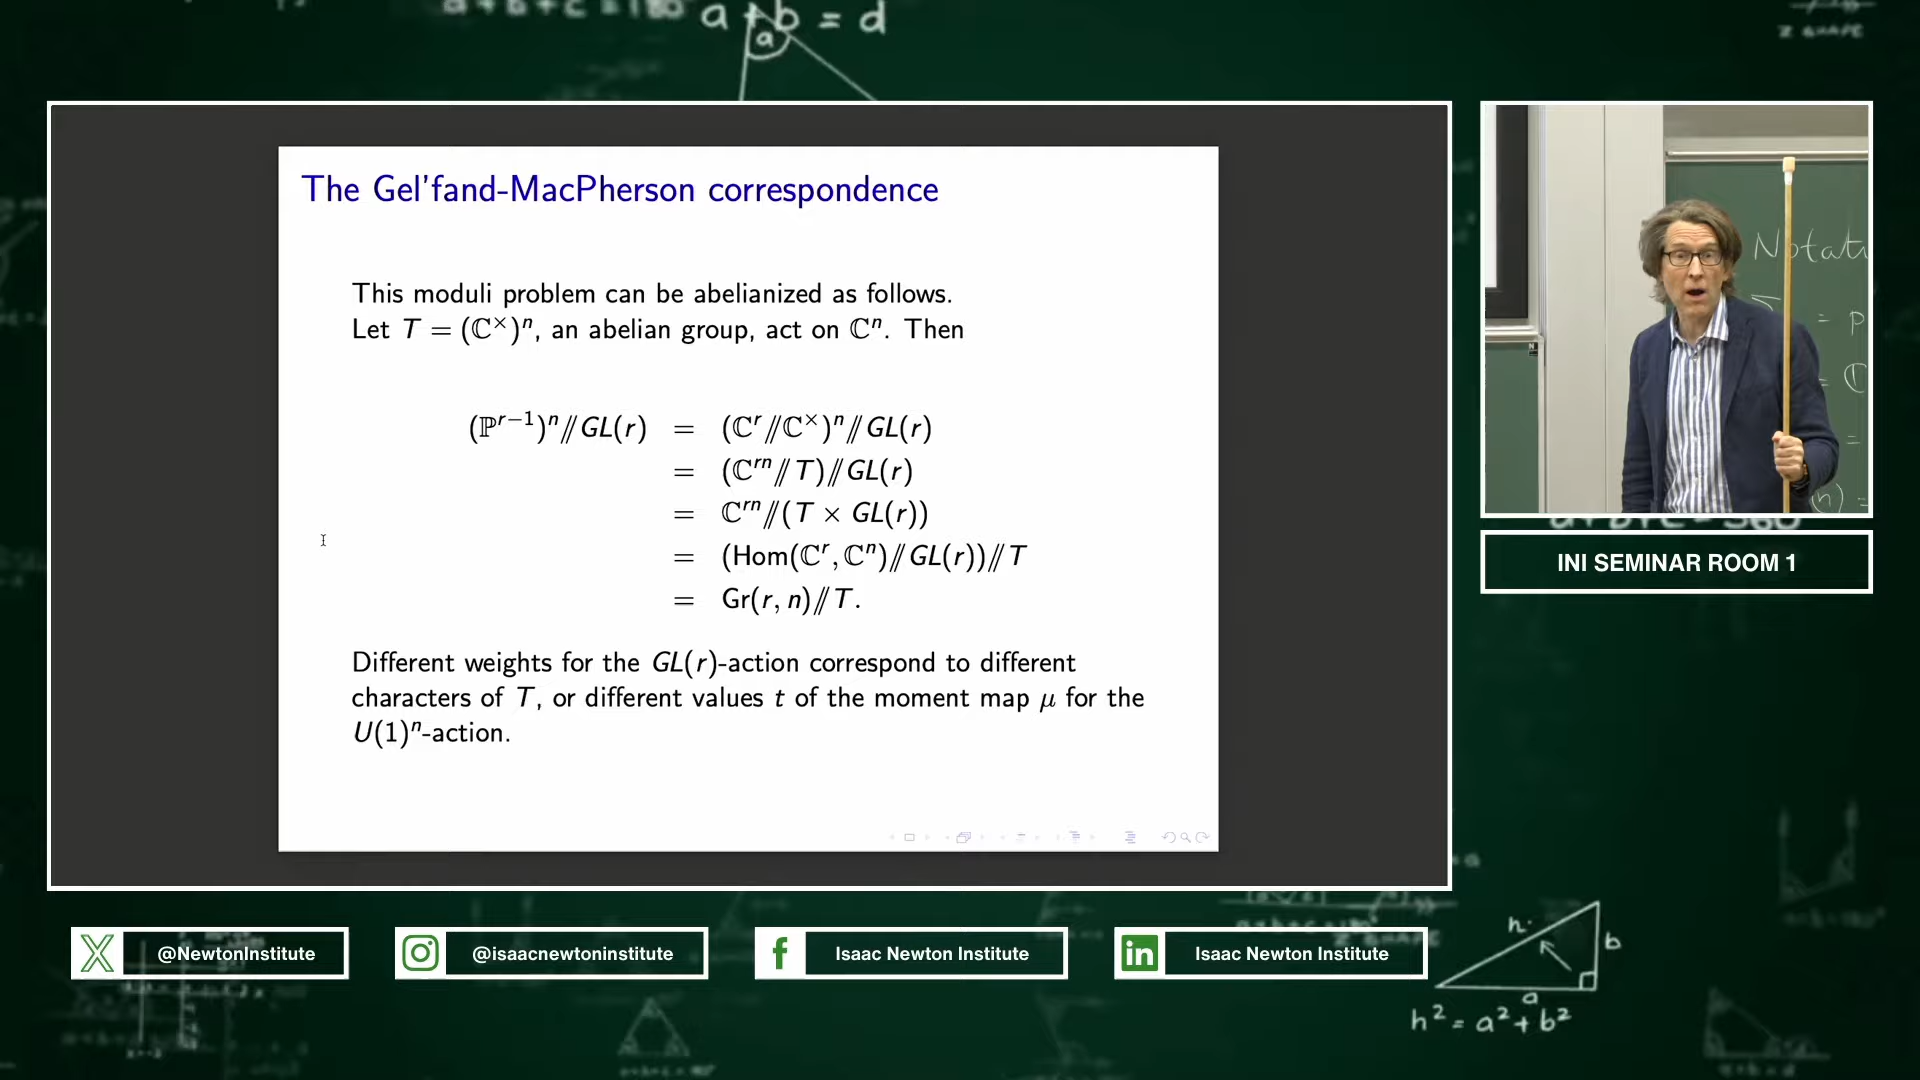 a+b+c=180°
a+b = d
a
Z SHAPE
The Gel'fand-MacPherson correspondence
This moduli problem can be abelianized as follows.
Let T = (ℂ^×)^n, an abelian group, act on ℂ^n. Then
(ℙ^{r−1})^n // GL(r) = (ℂ^r // ℂ^×)^n // GL(r)
= (ℂ^{rn} // T) // GL(r)
= ℂ^{rn} // (T × GL(r))
= (Hom(ℂ^r, ℂ^n) // GL(r)) // T
= Gr(r, n) // T.
Different weights for the GL(r)-action correspond to different
characters of T, or different values t of the moment map μ for the
U(1)^n-action.
INI SEMINAR ROOM 1
@NewtonInstitute
@isaacnewtoninstitute
Isaac Newton Institute
Isaac Newton Institute
h
b
a
h² = a² + b²